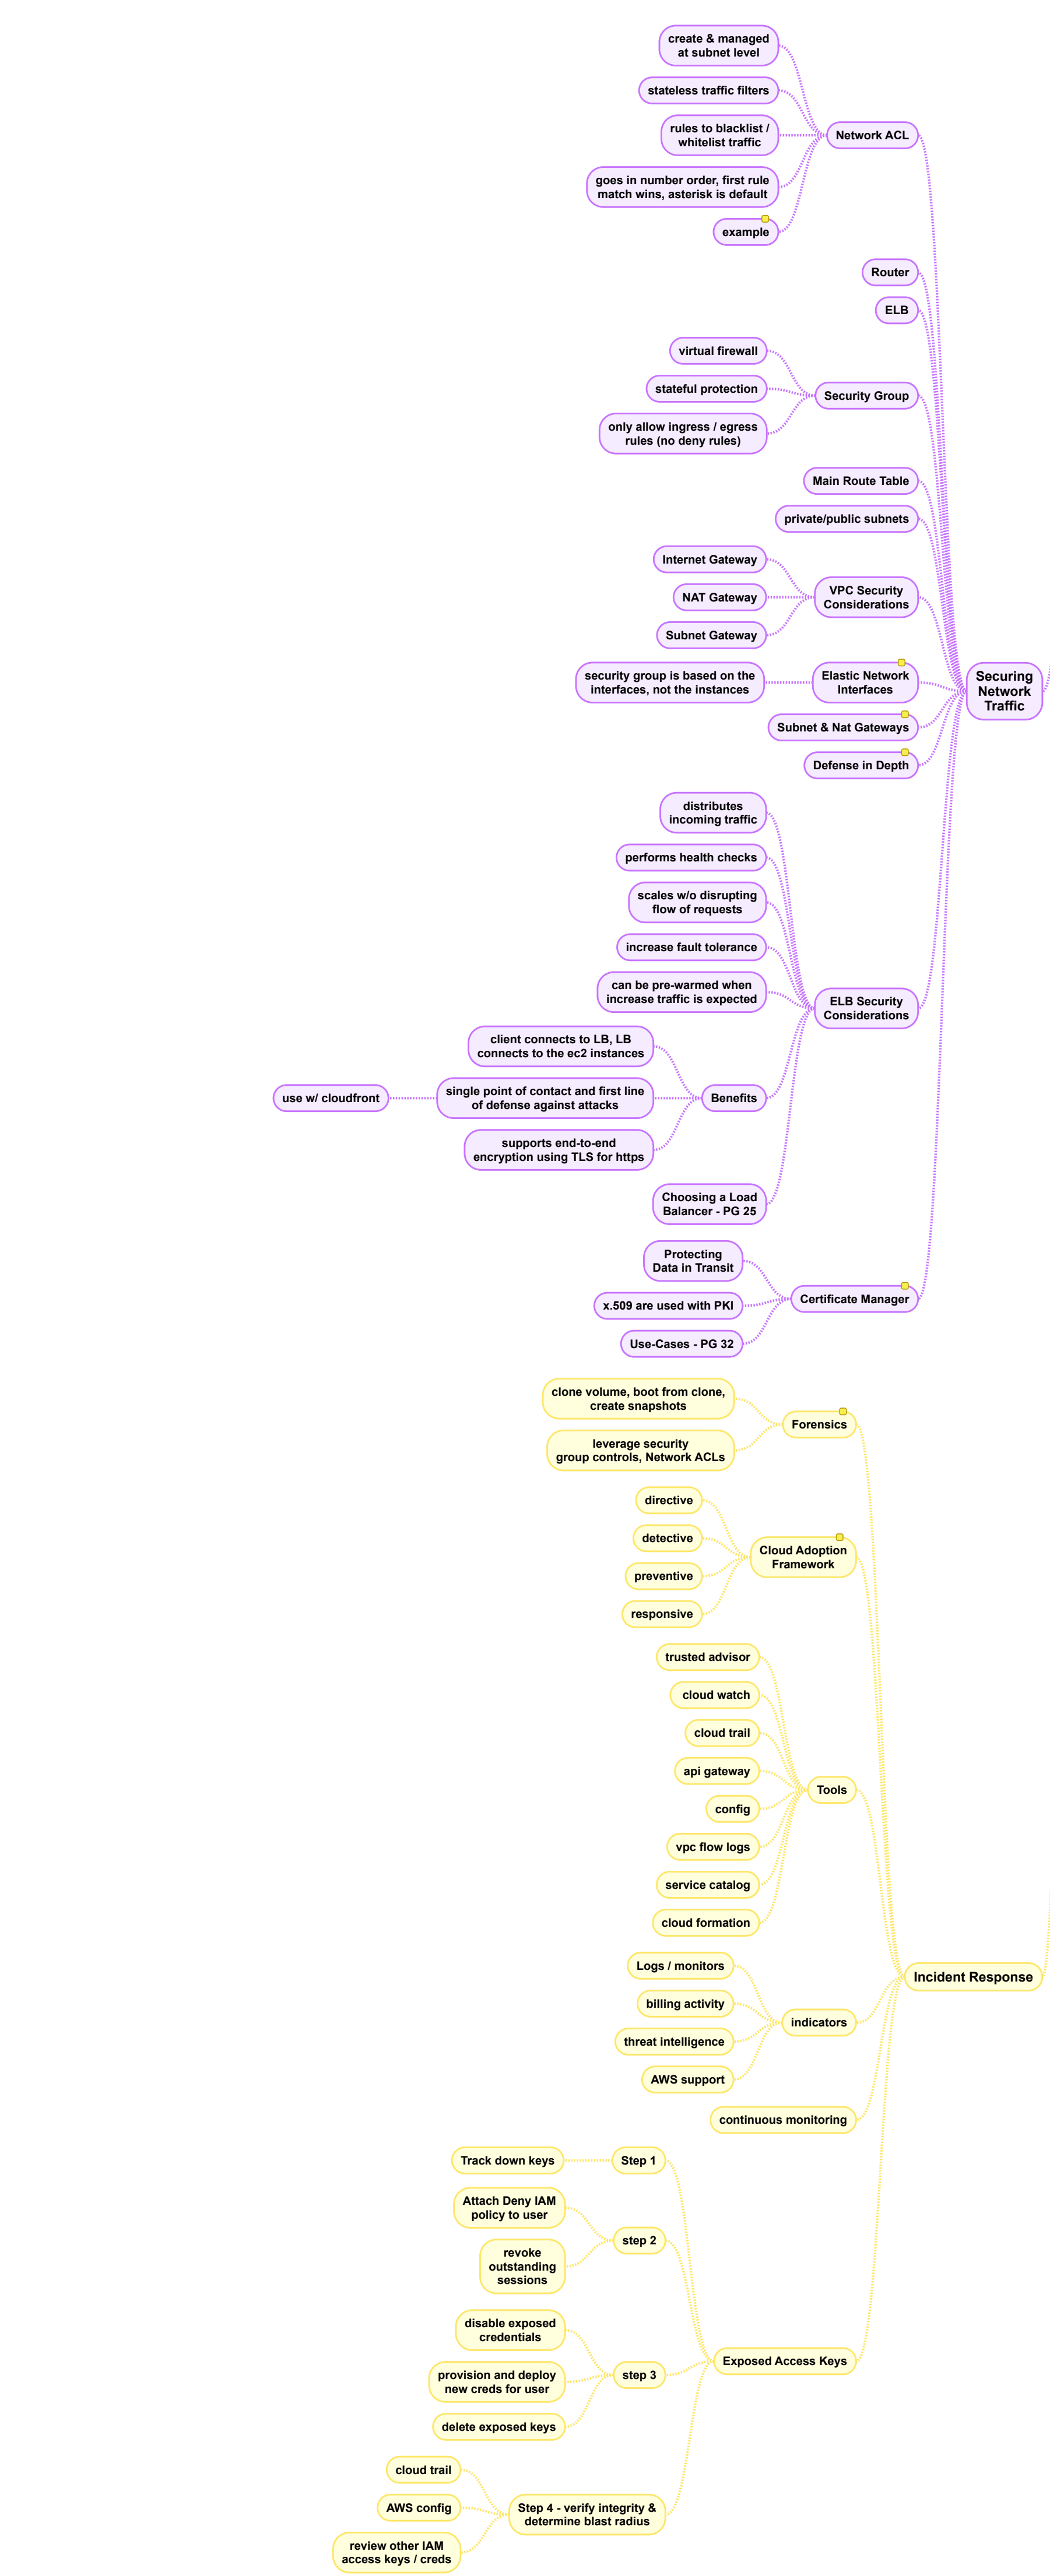 create & managed
at subnet level
stateless traffic filters
rules to blacklist /
whitelist traffic
Network ACL
goes in number order, first rule
match wins, asterisk is default
example
Router
ELB
virtual firewall
stateful protection
Security Group
only allow ingress / egress
rules (no deny rules)
Main Route Table
private/public subnets
Internet Gateway
NAT Gateway
VPC Security
Considerations
Subnet Gateway
security group is based on the
interfaces, not the instances
Elastic Network
Interfaces
Securing
Network
Traffic
Subnet & Nat Gateways
Defense in Depth
distributes
incoming traffic
performs health checks
scales w/o disrupting
flow of requests
increase fault tolerance
can be pre-warmed when
increase traffic is expected
ELB Security
Considerations
client connects to LB, LB
connects to the ec2 instances
use w/ cloudfront
single point of contact and first line
of defense against attacks
Benefits
supports end-to-end
encryption using TLS for https
Choosing a Load
Balancer - PG 25
Protecting
Data in Transit
x.509 are used with PKI
Certificate Manager
Use-Cases - PG 32
clone volume, boot from clone,
create snapshots
Forensics
leverage security
group controls, Network ACLs
directive
detective
Cloud Adoption
Framework
preventive
responsive
trusted advisor
cloud watch
cloud trail
api gateway
Tools
config
vpc flow logs
service catalog
cloud formation
Logs / monitors
Incident Response
billing activity
indicators
threat intelligence
AWS support
continuous monitoring
Track down keys
Step 1
Attach Deny IAM
policy to user
step 2
revoke
outstanding
sessions
disable exposed
credentials
Exposed Access Keys
provision and deploy
new creds for user
step 3
delete exposed keys
cloud trail
AWS config
Step 4 - verify integrity &
determine blast radius
review other IAM
access keys / creds